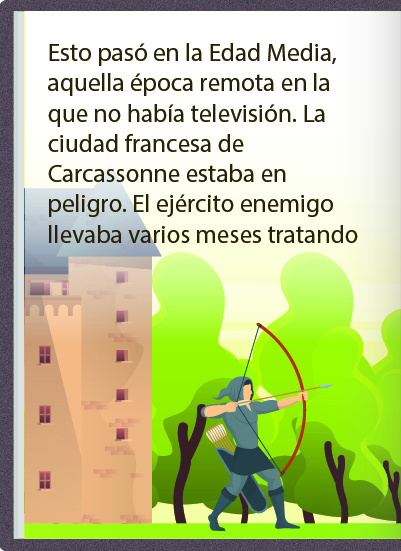 Esto pasó en la Edad Media,
aquella época remota en la
que no había televisión. La
ciudad francesa de
Carcassonne estaba en
peligro. El ejército enemigo
llevaba varios meses tratando